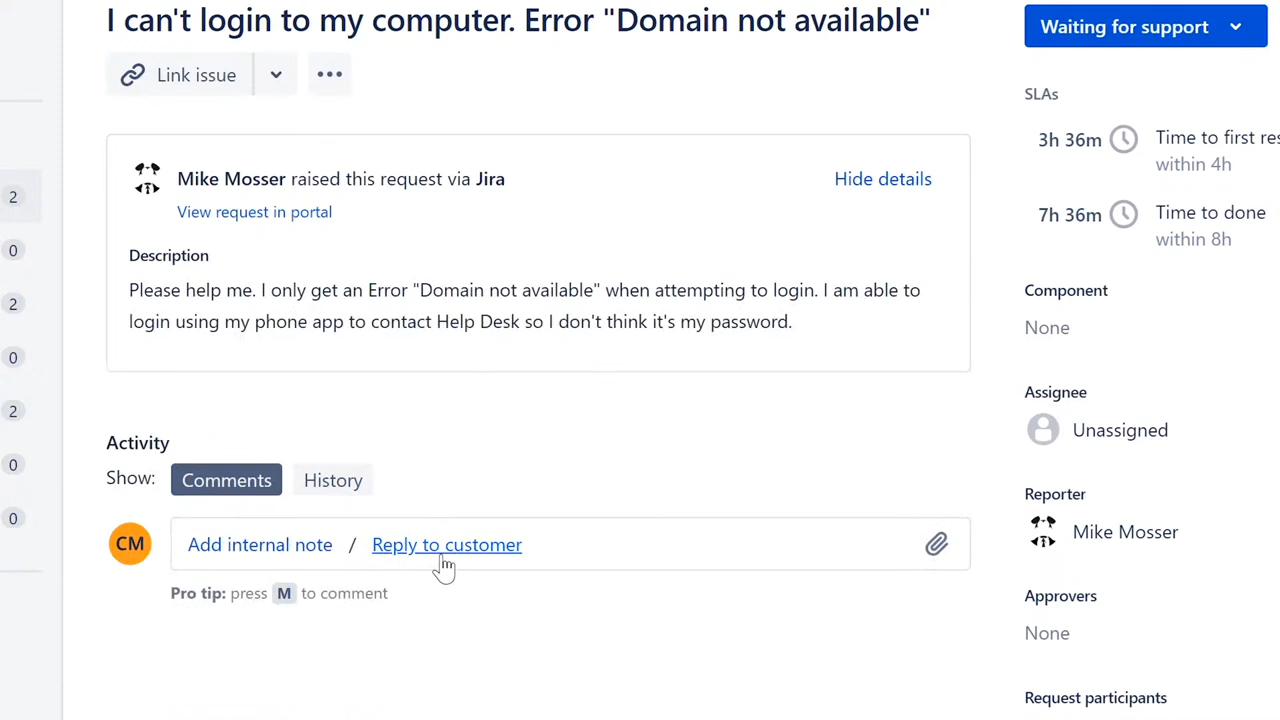 I can't login to my computer. Error "Domain not available"
Link issue
Mike Mosser raised this request via Jira
Hide details
View request in portal
Description
Please help me. I only get an Error "Domain not available" when attempting to login. I am able to
login using my phone app to contact Help Desk so I don't think it's my password.
Activity
Show: Comments History
CM
Add internal note / Reply to customer
Pro tip: press M to comment
2
0
2
0
2
0
0
Waiting for support
SLAs
3h 36m Time to first res
within 4h
7h 36m Time to done
within 8h
Component
None
Assignee
Unassigned
Reporter
Mike Mosser
Approvers
None
Request participants